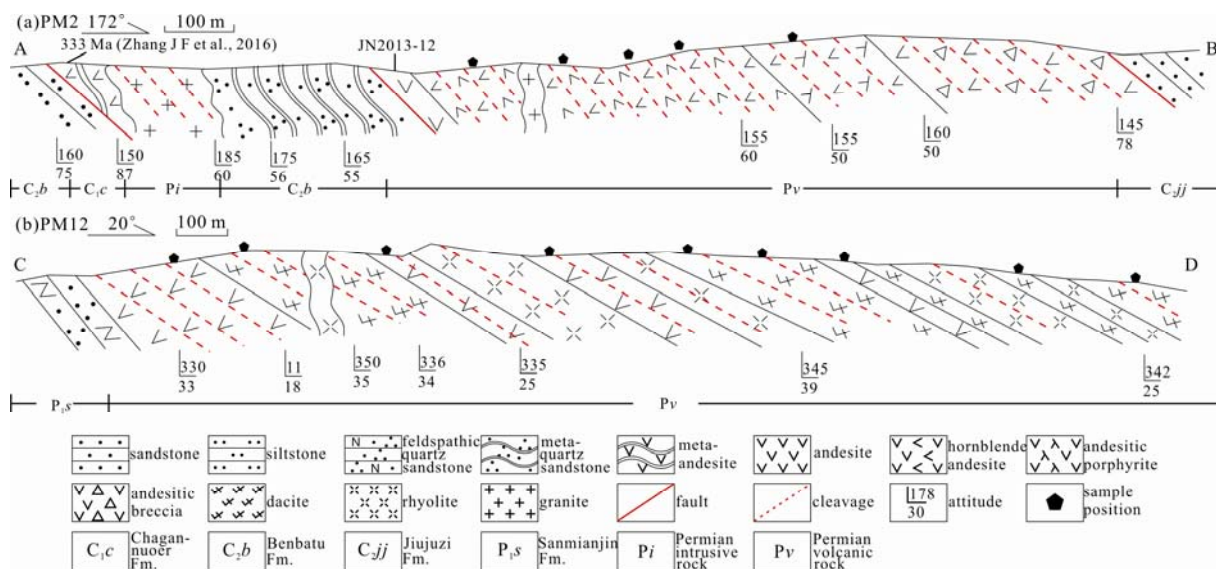 (a)PM2 172° 100 m
A 333 Ma (Zhang J F et al., 2016) JN2013-12 B
160 150 185 175 165 155 155 160 145
75 87 60 56 55 60 50 50 78
C₂b C₁c Pi C₂b Pv C₂jj
(b)PM12 20° 100 m
C D
330 11 350 336 335 345 342
33 18 35 34 25 39 25
P₁s Pv
sandstone
siltstone
N N
feldspathic
quartz
sandstone
meta-
quartz
sandstone
meta-
andesite
andesite
hornblende
andesite
andesitic
porphyrite
andesitic
breccia
dacite
rhyolite
granite
fault
cleavage
178
30
attitude
sample
position
C₁c
Chagan-
nuoer
Fm.
C₂b
Benbatu
Fm.
C₂jj
Jiujuzi
Fm.
P₁s
Sanmianjin
Fm.
Pi
Permian
intrusive
rock
Pv
Permian
volcanic
rock